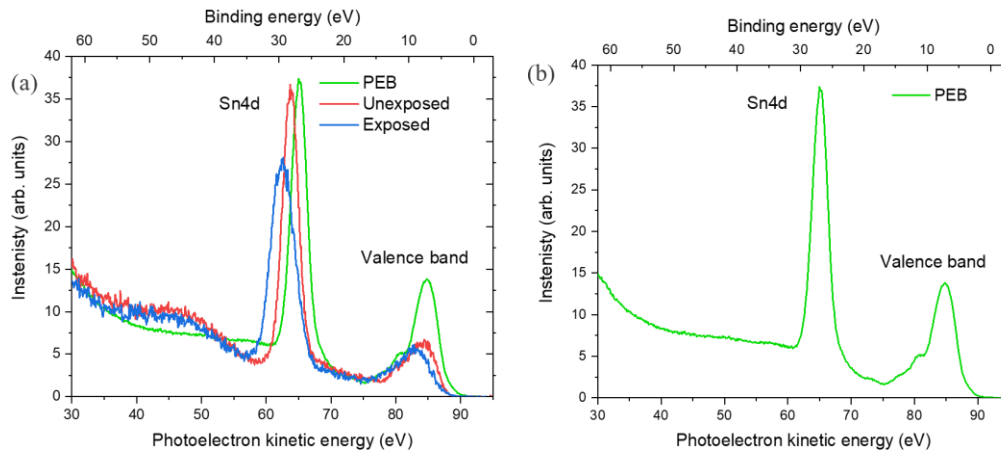 Binding energy (eV)
60 50 40 30 20 10 0
(a)
40
35
30
25
20
15
10
5
0
Instenisty (arb. units)
Sn4d
PEB
Unexposed
Exposed
Valence band
30 40 50 60 70 80 90
Photoelectron kinetic energy (eV)
Binding energy (eV)
60 50 40 30 20 10 0
(b)
40
35
30
25
20
15
10
5
0
Instenisty (arb. units)
Sn4d
PEB
Valence band
30 40 50 60 70 80 90
Photoelectron kinetic energy (eV)